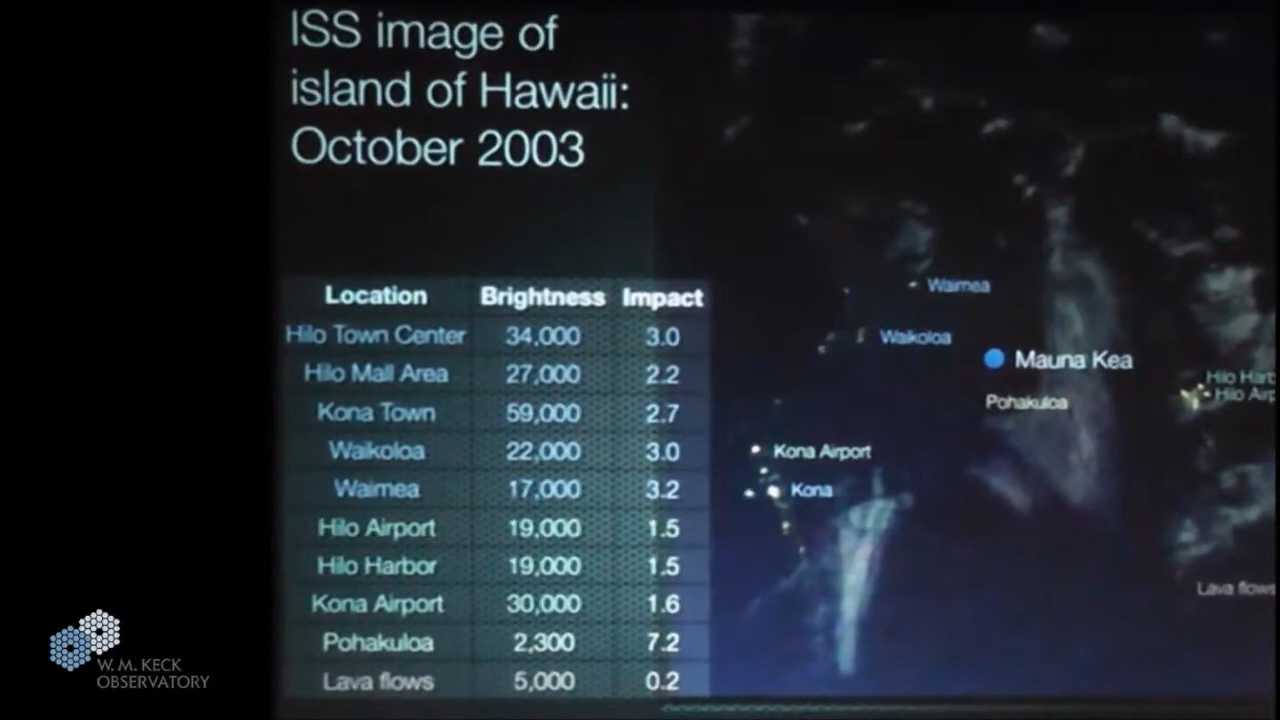 ISS image of
island of Hawaii:
October 2003
Location Brightness Impact
Hilo Town Center 34,000 3.0
Hilo Mall Area 27,000 2.2
Kona Town 59,000 2.7
Waikoloa 22,000 3.0
Waimea 17,000 3.2
Hilo Airport 19,000 1.5
Hilo Harbor 19,000 1.5
Kona Airport 30,000 1.6
Pohakuloa 2,300 7.2
Lava flows 5,000 0.2
Waimea
Waikoloa
Mauna Kea
Hilo Harb
Hilo Airp
Pohakuloa
Kona Airport
Kona
Lava flows
W. M. KECK
OBSERVATORY